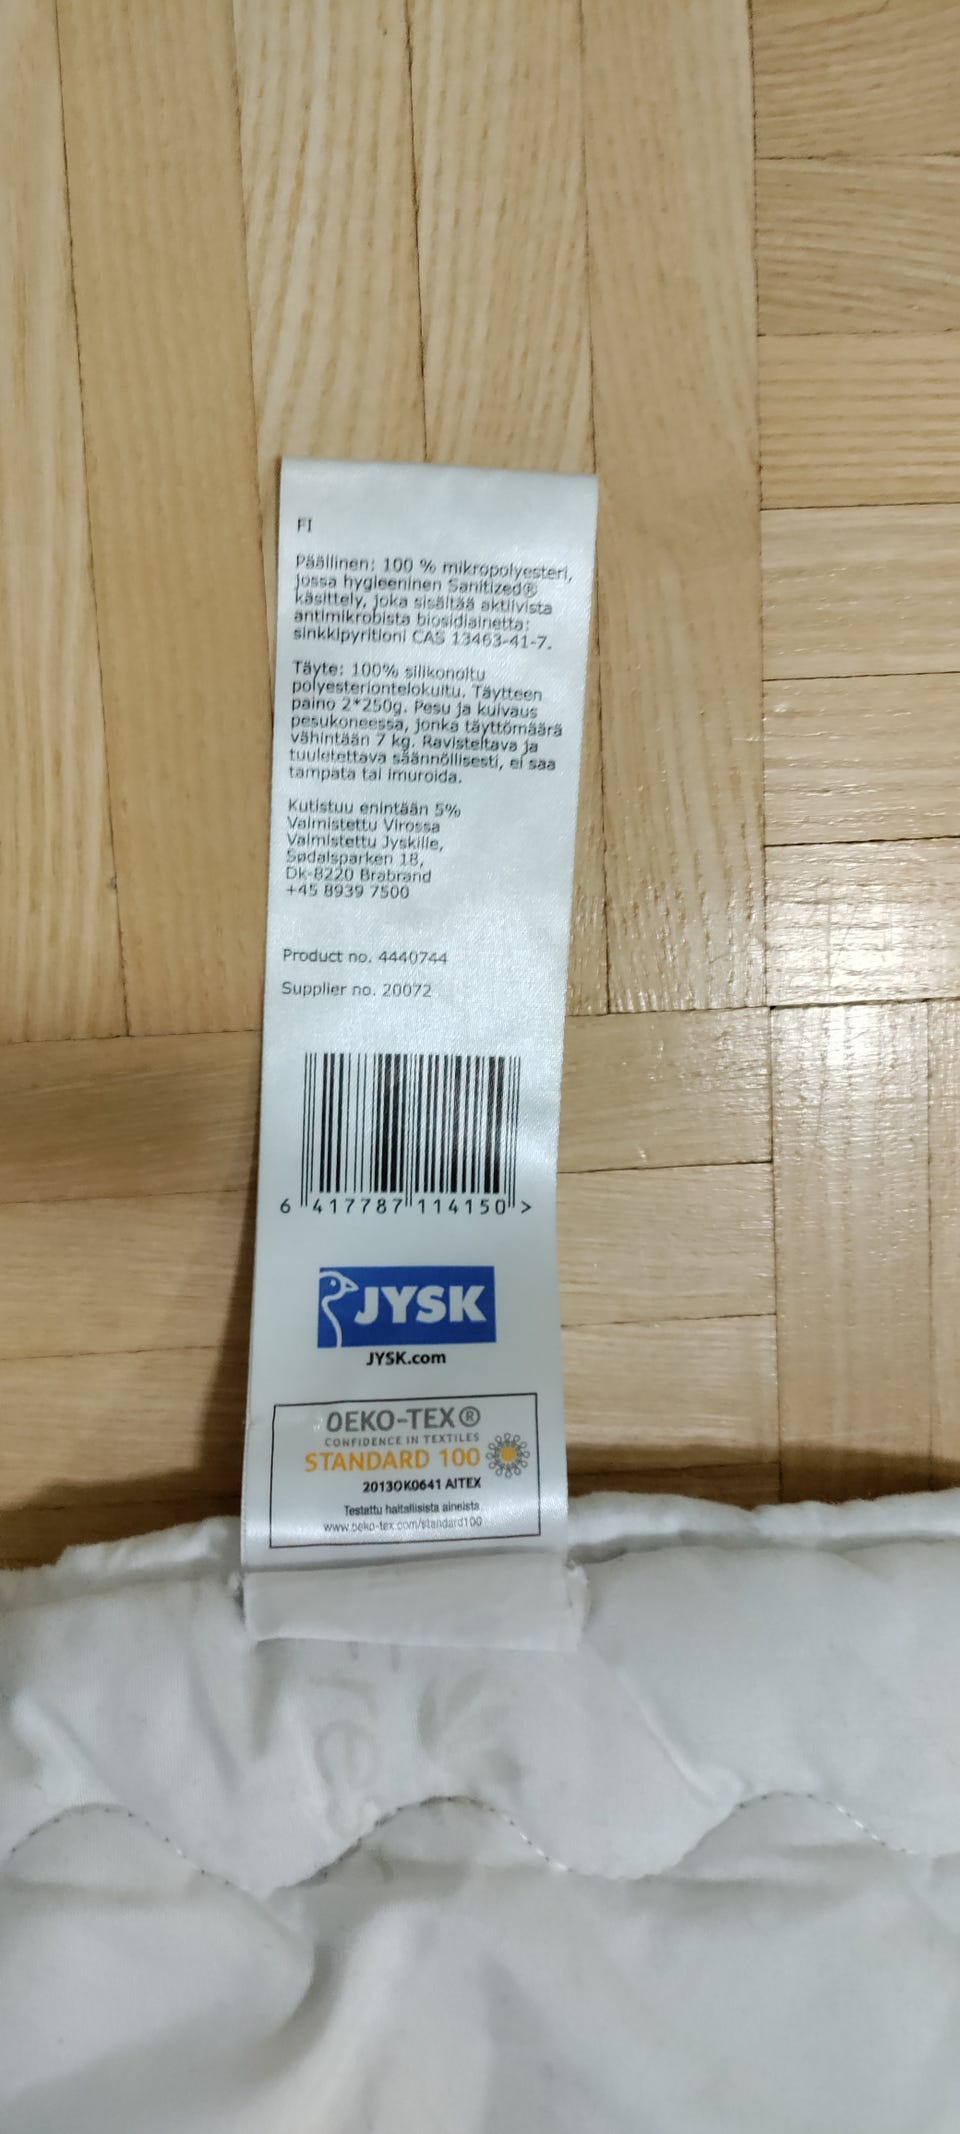 FI
Päällinen: 100 % mikropolyesteri,
jossa hygieeninen Sanitized®
käsittely, joka sisältää aktiivista
antimikrobista biosidiainetta:
sinkkipyritioni CAS 13463-41-7.
Täyte: 100% silikonoitu
polyesteriontelokuitu. Täytteen
paino 2*250g. Pesu ja kuivaus
pesukoneessa, jonka täyttömäärä
vähintään 7 kg. Ravisteltava ja
tuuletettava säännöllisesti, ei saa
tampata tai imuroida.
Kutistuu enintään 5%
Valmistettu Virossa
Valmistettu Jyskille,
Sødalsparken 18,
Dk-8220 Brabrand
+45 8939 7500
Product no. 4440744
Supplier no. 20072
6 417787 114150 >
JYSK
JYSK.com
OEKO-TEX®
CONFIDENCE IN TEXTILES
STANDARD 100
2013OK0641 AITEX
Testattu haitallisista aineista
www.oeko-tex.com/standard100